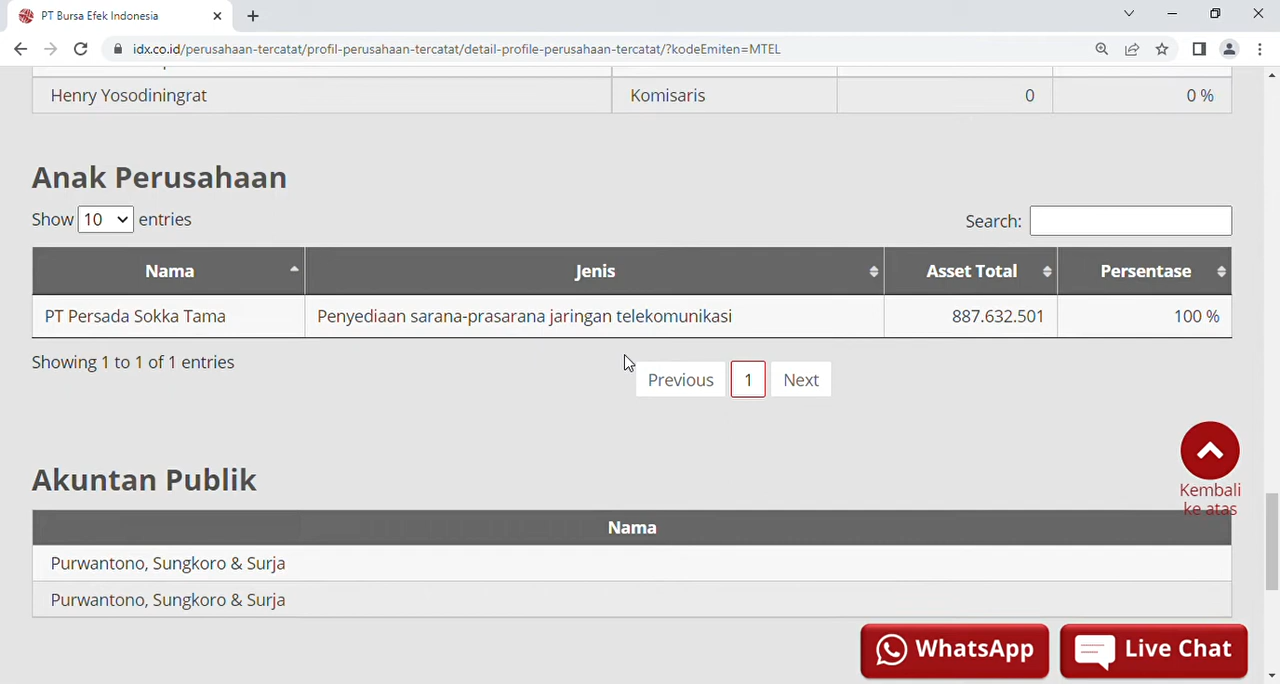 PT Bursa Efek Indonesia
idx.co.id/perusahaan-tercatat/profil-perusahaan-tercatat/detail-profile-perusahaan-tercatat/?kodeEmiten=MTEL
Henry Yosodiningrat Komisaris 0 0 %
Anak Perusahaan
Show 10 entries Search:
Nama Jenis Asset Total Persentase
PT Persada Sokka Tama Penyediaan sarana-prasarana jaringan telekomunikasi 887.632.501 100 %
Showing 1 to 1 of 1 entries
Previous 1 Next
Akuntan Publik
Kembali
ke atas
Nama
Purwantono, Sungkoro & Surja
Purwantono, Sungkoro & Surja
WhatsApp Live Chat